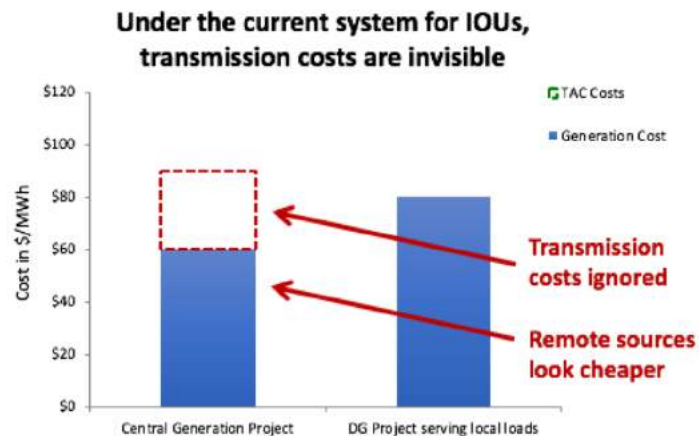 Under the current system for IOUs,
transmission costs are invisible
$120
$100
$80
$60
$40
$20
$0
Cost in $/MWh
TAC Costs
Generation Cost
Transmission
costs ignored
Remote sources
look cheaper
Central Generation Project
DG Project serving local loads